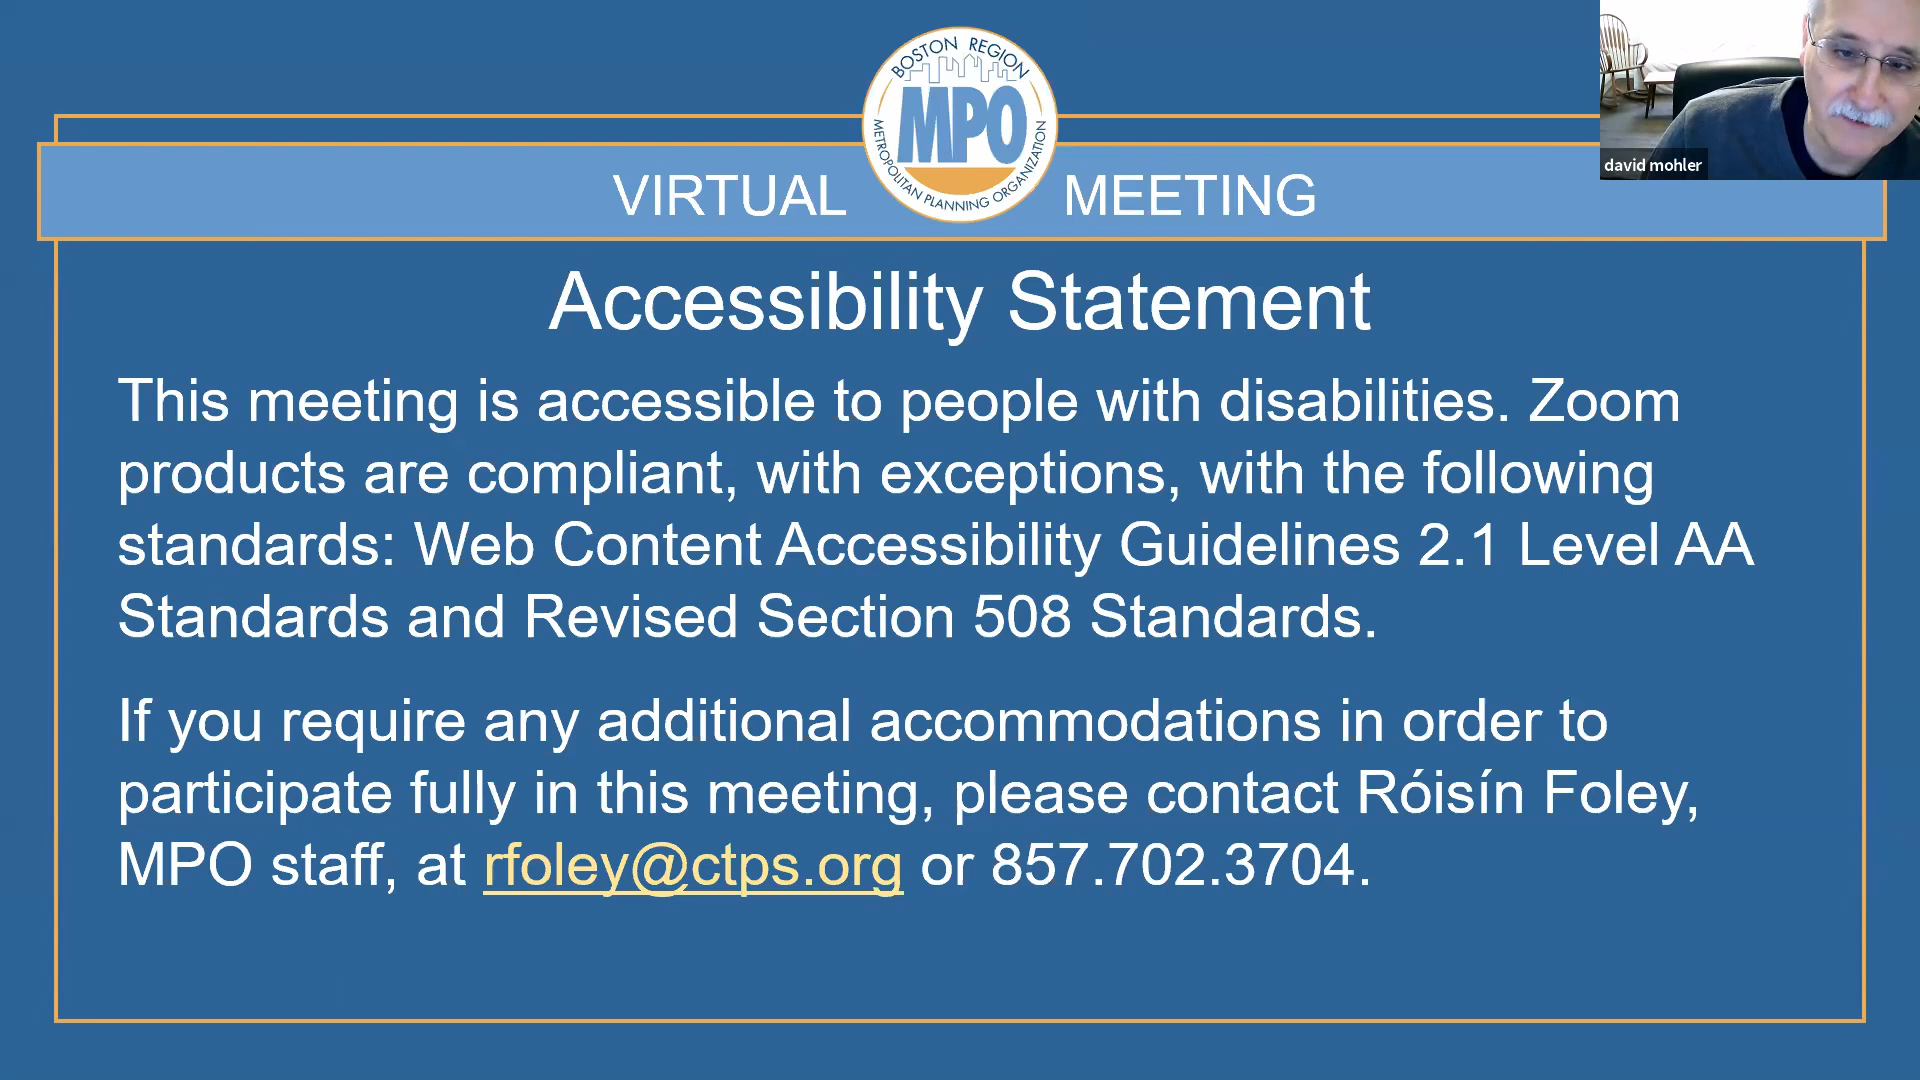 BOSTON REGION
MPO
METROPOLITAN PLANNING ORGANIZATION
VIRTUAL MEETING
david mohler
Accessibility Statement
This meeting is accessible to people with disabilities. Zoom
products are compliant, with exceptions, with the following
standards: Web Content Accessibility Guidelines 2.1 Level AA
Standards and Revised Section 508 Standards.
If you require any additional accommodations in order to
participate fully in this meeting, please contact Róisín Foley,
MPO staff, at rfoley@ctps.org or 857.702.3704.